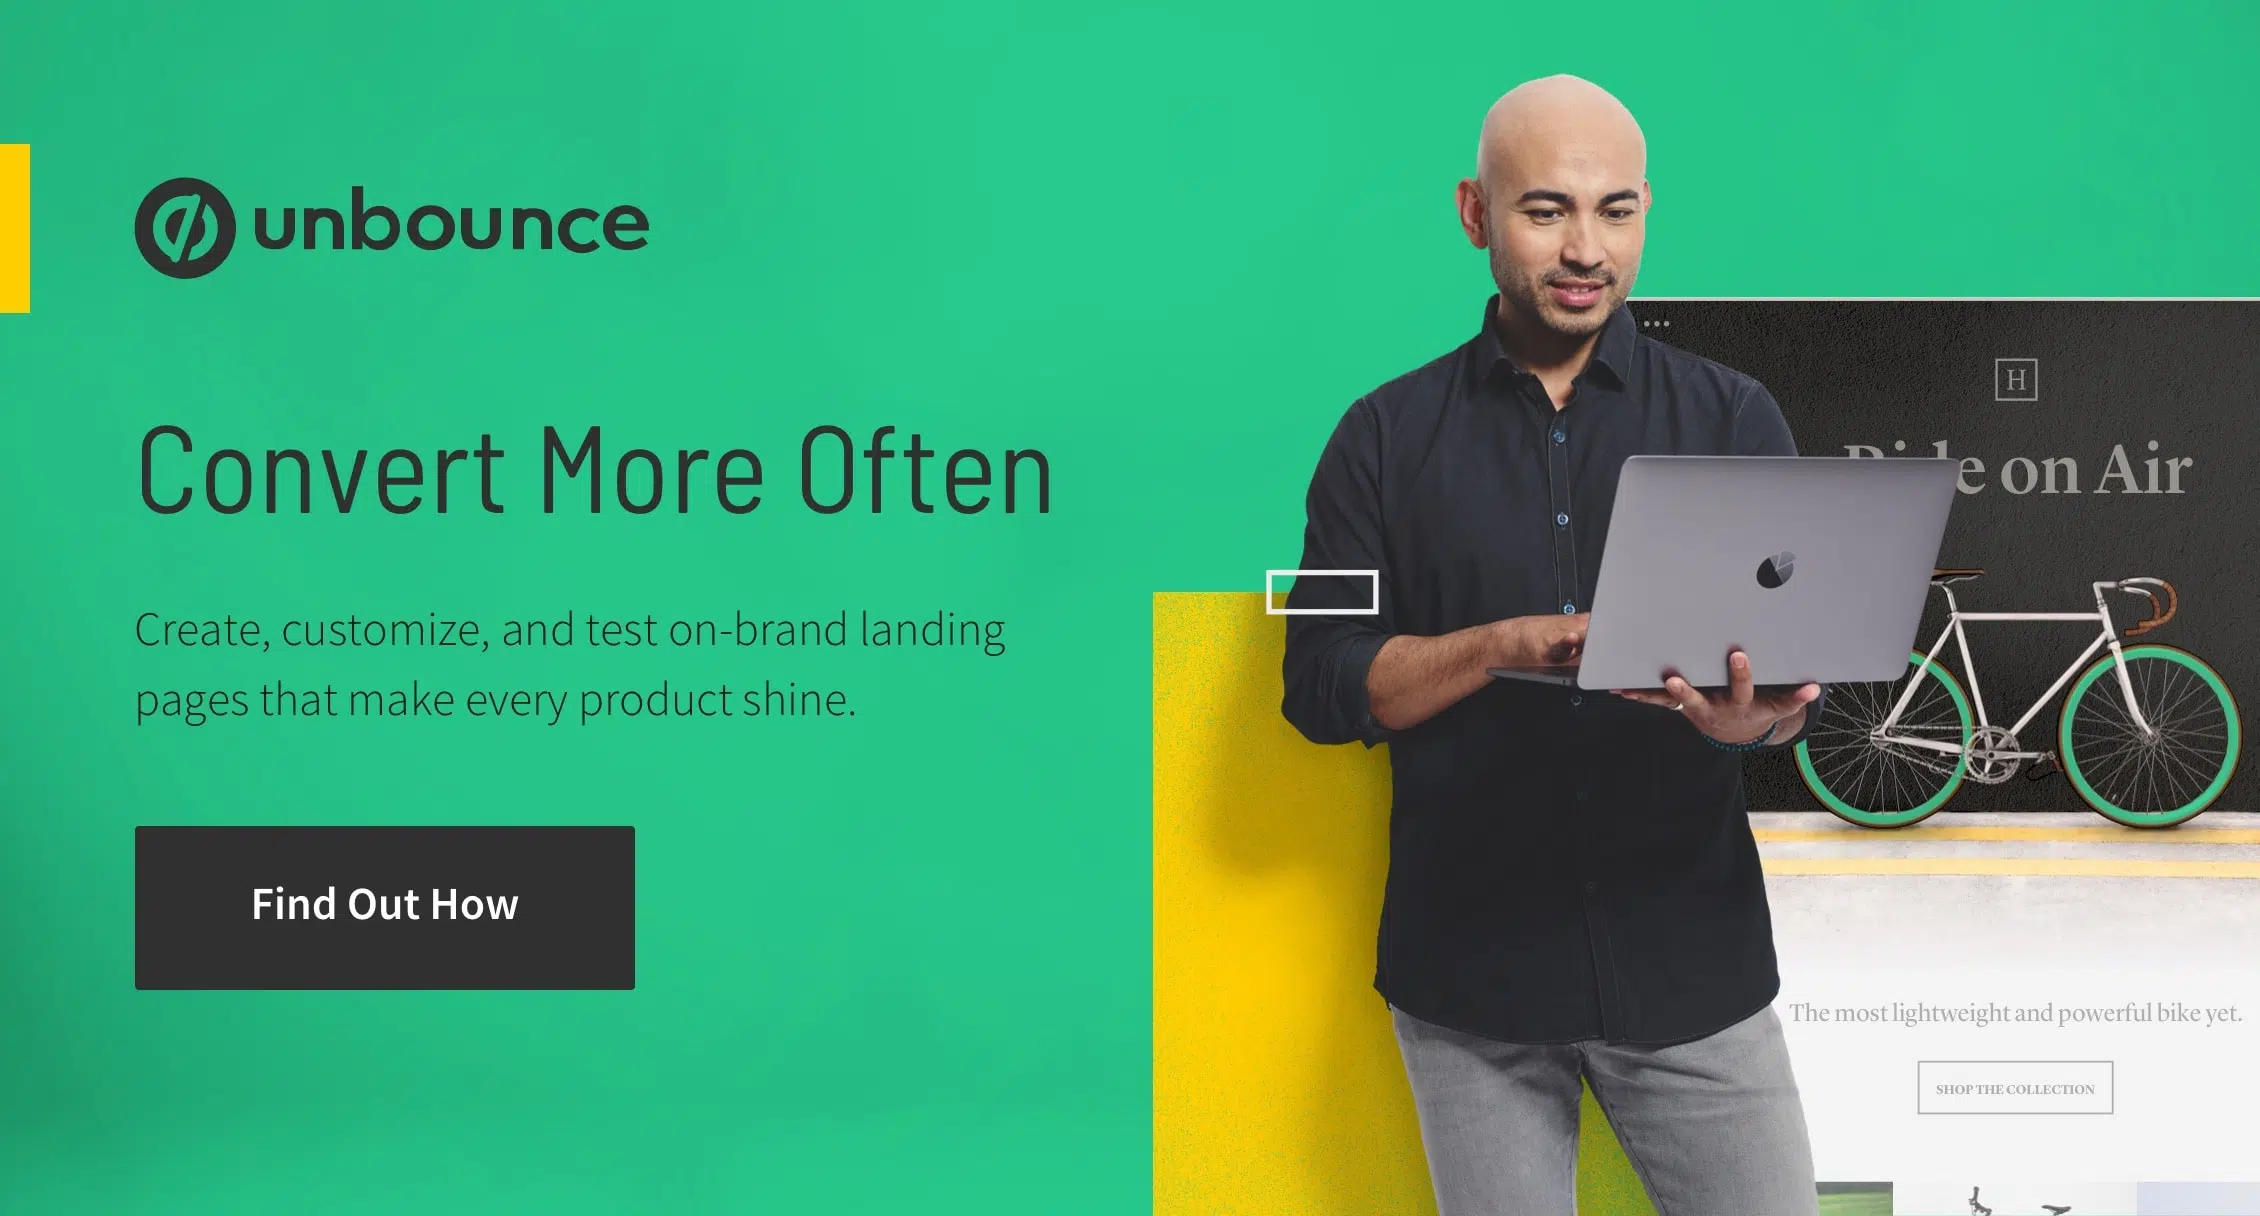 unbounce
Convert More Often
Create, customize, and test on-brand landing
pages that make every product shine.
Find Out How
H
on Air
The most lightweight and powerful bike yet.
SHOP THE COLLECTION